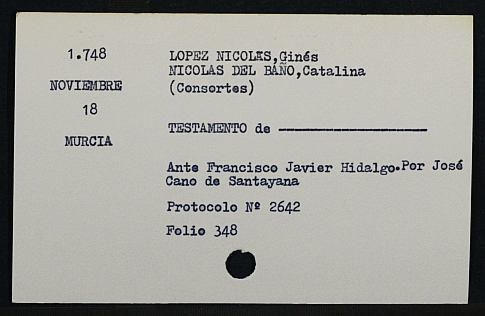 1.748
NOVIEMBRE
18
MURCIA
LOPEZ NICOLAS,Ginés
NICOLAS DEL BAÑO,Catalina
(Consortes)
TESTAMENTO de ————————
Ante Francisco Javier Hidalgo.Por José
Cano de Santayana
Protocolo Nº 2642
Folio 348